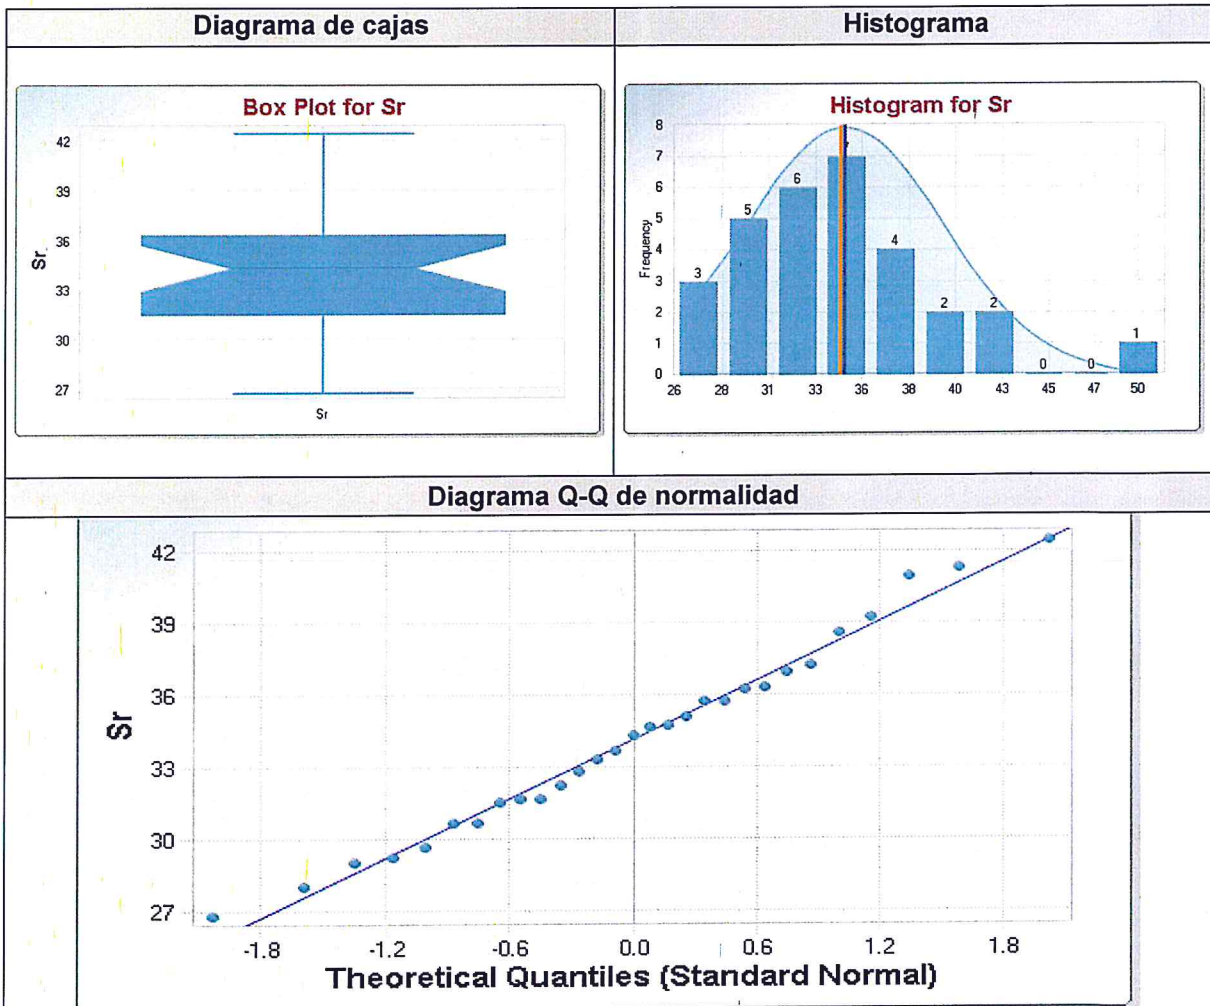 Diagrama de cajas
Histograma
Box Plot for Sr
42
39
36
33
30
27
Sr
Sr
Histogram for Sr
8
7
6
5
4
3
2
1
0
Frequency
3
5
6
7
4
2
2
0
0
1
26 28 30 31 33 36 38 40 43 45 47 50
Diagrama Q-Q de normalidad
42
39
36
33
30
27
Sr
-1.8 -1.2 -0.6 0.0 0.6 1.2 1.8
Theoretical Quantiles (Standard Normal)